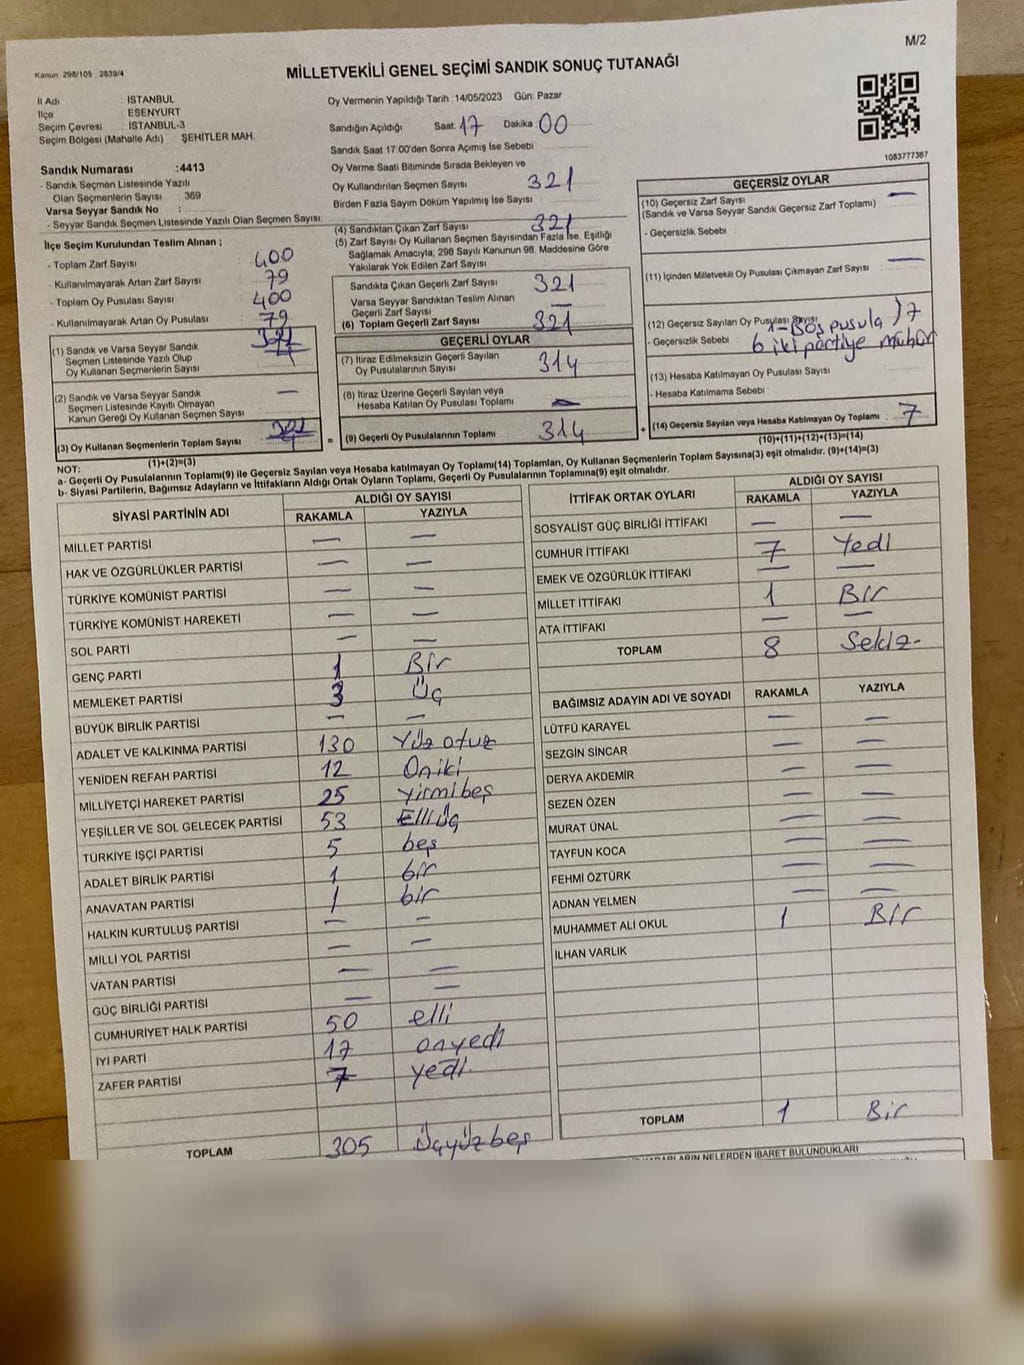 M/2
Kanun: 298/105, 2839/4
MİLLETVEKİLİ GENEL SEÇİMİ SANDIK SONUÇ TUTANAĞI
İl Adı : İSTANBUL
İlçe ESENYURT
Seçim Çevresi : İSTANBUL-3
Seçim Bölgesi (Mahalle Adı) ŞEHİTLER MAH.
Oy Vermenin Yapıldığı Tarih :14/05/2023 Gün: Pazar
Sandığın Açıldığı Saat: 17 Dakika: 00
Sandık Saat 17:00'den Sonra Açımış İse Sebebi
1083777367
Sandık Numarası :4413
- Sandık Seçmen Listesinde Yazılı
Olan Seçmenlerin Sayısı : 369
Varsa Seyyar Sandık No :
- Seyyar Sandık Seçmen Listesinde Yazılı Olan Seçmen Sayısı:
Oy Verme Saati Bitiminde Sırada Bekleyen ve
Oy Kullandırılan Seçmen Sayısı 321
Birden Fazla Sayım Döküm Yapılmış İse Sayısı
(4) Sandıktan Çıkan Zarf Sayısı 321
(5) Zarf Sayısı Oy Kullanan Seçmen Sayısından Fazla İse, Eşitliği
Sağlamak Amacıyla; 298 Sayılı Kanunun 98. Maddesine Göre
Yakılarak Yok Edilen Zarf Sayısı
İlçe Seçim Kurulundan Teslim Alınan ;
- Toplam Zarf Sayısı : 400
- Kullanılmayarak Artan Zarf Sayısı : 79
- Toplam Oy Pusulası Sayısı : 400
- Kullanılmayarak Artan Oy Pusulası : 79
Sandıkta Çıkan Geçerli Zarf Sayısı 321
Varsa Seyyar Sandıktan Teslim Alınan
Geçerli Zarf Sayısı —
(6) Toplam Geçerli Zarf Sayısı 321
GEÇERSİZ OYLAR
(10) Geçersiz Zarf Sayısı —
(Sandık ve Varsa Seyyar Sandık Geçersiz Zarf Toplamı)
- Geçersizlik Sebebi :
(11) İçinden Milletvekili Oy Pusulası Çıkmayan Zarf Sayısı —
(12) Geçersiz Sayılan Oy Pusulası Sayısı 7
1-Boş pusula
- Geçersizlik Sebebi 6 iki partiye mühür
(13) Hesaba Katılmayan Oy Pusulası Sayısı
- Hesaba Katılmama Sebebi
(14) Geçersiz Sayılan veya Hesaba Katılmayan Oy Toplamı : 7
(10)+(11)+(12)+(13)=(14)
(1) Sandık ve Varsa Seyyar Sandık
Seçmen Listesinde Yazılı Olup
Oy Kullanan Seçmenlerin Sayısı
(2) Sandık ve Varsa Seyyar Sandık —
Seçmen Listesinde Kayıtlı Olmayan
Kanun Gereği Oy Kullanan Seçmen Sayısı
(3) Oy Kullanan Seçmenlerin Toplam Sayısı =
(1)+(2)=(3)
GEÇERLİ OYLAR
(7) İtiraz Edilmeksizin Geçerli Sayılan
Oy Pusulalarının Sayısı 314
(8) İtiraz Üzerine Geçerli Sayılan veya
Hesaba Katılan Oy Pusulası Toplamı —
(9) Geçerli Oy Pusulalarının Toplamı 314 +
NOT:
a- Geçerli Oy Pusulalarının Toplamı(9) ile Geçersiz Sayılan veya Hesaba katılmayan Oy Toplamı(14) Toplamları, Oy Kullanan Seçmenlerin Toplam Sayısına(3) eşit olmalıdır. (9)+(14)=(3)
b- Siyasi Partilerin, Bağımsız Adayların ve İttifakların Aldığı Ortak Oyların Toplamı, Geçerli Oy Pusulalarının Toplamına(9) eşit olmalıdır.
SİYASİ PARTİNİN ADI ALDIĞI OY SAYISI
RAKAMLA YAZIYLA
MİLLET PARTİSİ — —
HAK VE ÖZGÜRLÜKLER PARTİSİ — —
TÜRKİYE KOMÜNİST PARTİSİ — —
TÜRKİYE KOMÜNİST HAREKETİ — —
SOL PARTİ — —
GENÇ PARTİ 1 Bir
MEMLEKET PARTİSİ 3 Üç
BÜYÜK BİRLİK PARTİSİ — —
ADALET VE KALKINMA PARTİSİ 130 Yüz otuz
YENİDEN REFAH PARTİSİ 12 Oniki
MİLLİYETÇİ HAREKET PARTİSİ 25 Yirmibeş
YEŞİLLER VE SOL GELECEK PARTİSİ 53 Elliüç
TÜRKİYE İŞÇİ PARTİSİ 5 beş
ADALET BİRLİK PARTİSİ 1 bir
ANAVATAN PARTİSİ 1 bir
HALKIN KURTULUŞ PARTİSİ — —
MİLLİ YOL PARTİSİ — —
VATAN PARTİSİ — —
GÜÇ BİRLİĞİ PARTİSİ — —
CUMHURİYET HALK PARTİSİ 50 elli
İYİ PARTİ 17 onyedi
ZAFER PARTİSİ 7 yedi
TOPLAM 305 Üçyüzbeş
İTTİFAK ORTAK OYLARI ALDIĞI OY SAYISI
RAKAMLA YAZIYLA
SOSYALİST GÜÇ BİRLİĞİ İTTİFAKI — —
CUMHUR İTTİFAKI 7 Yedi
EMEK VE ÖZGÜRLÜK İTTİFAKI — —
MİLLET İTTİFAKI 1 Bir
ATA İTTİFAKI — —
TOPLAM 8 Sekiz
BAĞIMSIZ ADAYIN ADI VE SOYADI RAKAMLA YAZIYLA
LÜTFÜ KARAYEL — —
SEZGİN SİNCAR — —
DERYA AKDEMİR — —
SEZEN ÖZEN — —
MURAT ÜNAL — —
TAYFUN KOCA — —
FEHMİ ÖZTÜRK — —
ADNAN YELMEN — —
MUHAMMET ALİ OKUL 1 Bir
İLHAN VARLIK
TOPLAM 1 Bir
NELERDEN İBARET BULUNDUKLARI